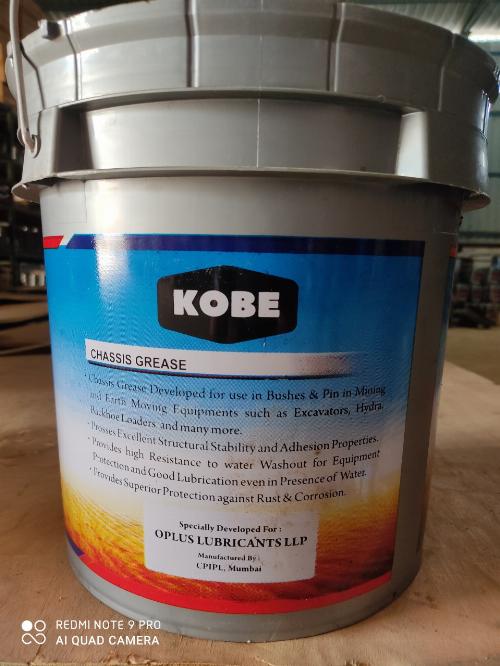 KOBE
CHASSIS GREASE
· Chassis Grease Developed for use in Bushes & Pin in Mining
and Earth Moving Equipments such as Excavators, Hydra,
Backhoe Loaders and many more.
· Prosses Excellent Structural Stability and Adhesion Properties.
· Provides high Resistance to water Washout for Equipment
Protection and Good Lubrication even in Presence of Water.
· Provides Superior Protection against Rust & Corrosion.
Specially Developed For :
OPLUS LUBRICANTS LLP
Manufactured By :
CPIPL, Mumbai
REDMI NOTE 9 PRO
AI QUAD CAMERA